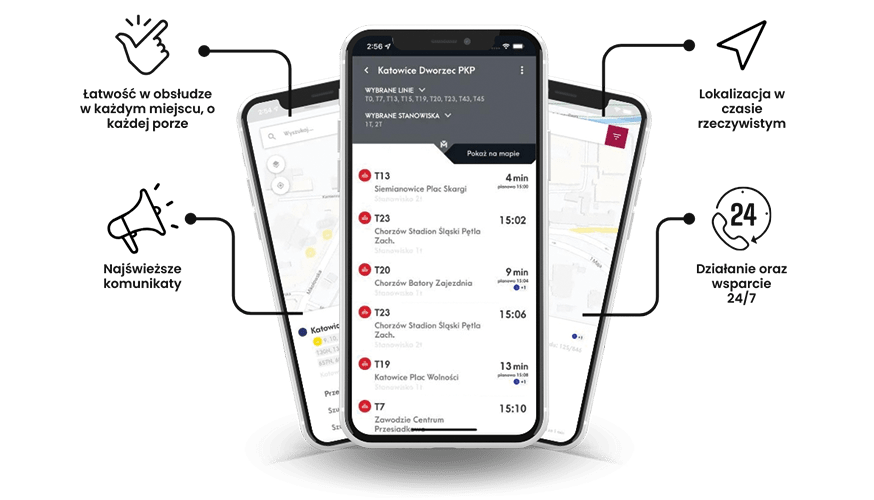 Łatwość w obsłudze
w każdym miejscu, o
każdej porze
Najświeższe
komunikaty
Lokalizacja w
czasie
rzeczywistym
24
Działanie oraz
wsparcie
24/7
2:56
Katowice Dworzec PKP
WYBRANE LINIE
T0, T7, T13, T15, T19, T20, T23, T43, T45
WYBRANE STANOWISKA
1T, 2T
Pokaż na mapie
T13
4 min
Siemianowice Plac Skargi
planowo 15:00
Stanowisko 2t
T23
15:02
Chorzów Stadion Śląski Pętla
Zach.
Stanowisko 1t
T20
9 min
Chorzów Batory Zajezdnia
planowo 15:04
Stanowisko 1t
+1
T23
15:06
Chorzów Stadion Śląski Pętla
Zach.
Stanowisko 2t
T19
13 min
Katowice Plac Wolności
planowo 15:08
Stanowisko 1t
+1
T7
15:10
Zawodzie Centrum
Wyszukaj...